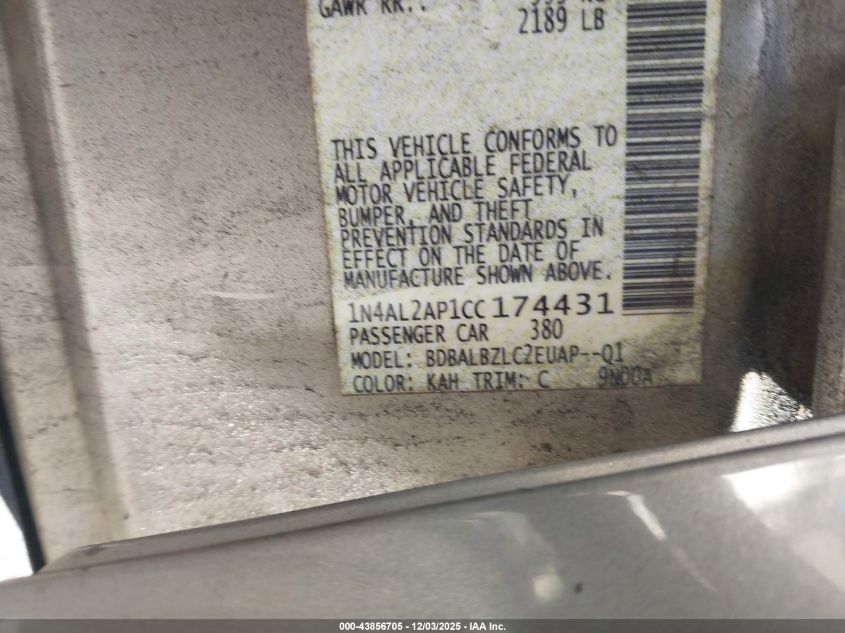 GAWR RR.:
2189 LB
THIS VEHICLE CONFORMS TO
ALL APPLICABLE FEDERAL
MOTOR VEHICLE SAFETY,
BUMPER, AND THEFT
PREVENTION STANDARDS IN
EFFECT ON THE DATE OF
MANUFACTURE SHOWN ABOVE.
1N4AL2AP1CC174431
PASSENGER CAR 380
MODEL: BDBALBZLC2EUAP--Q1
COLOR: KAH TRIM: C 9N00A
000-43856705 - 12/03/2025 - IAA Inc.